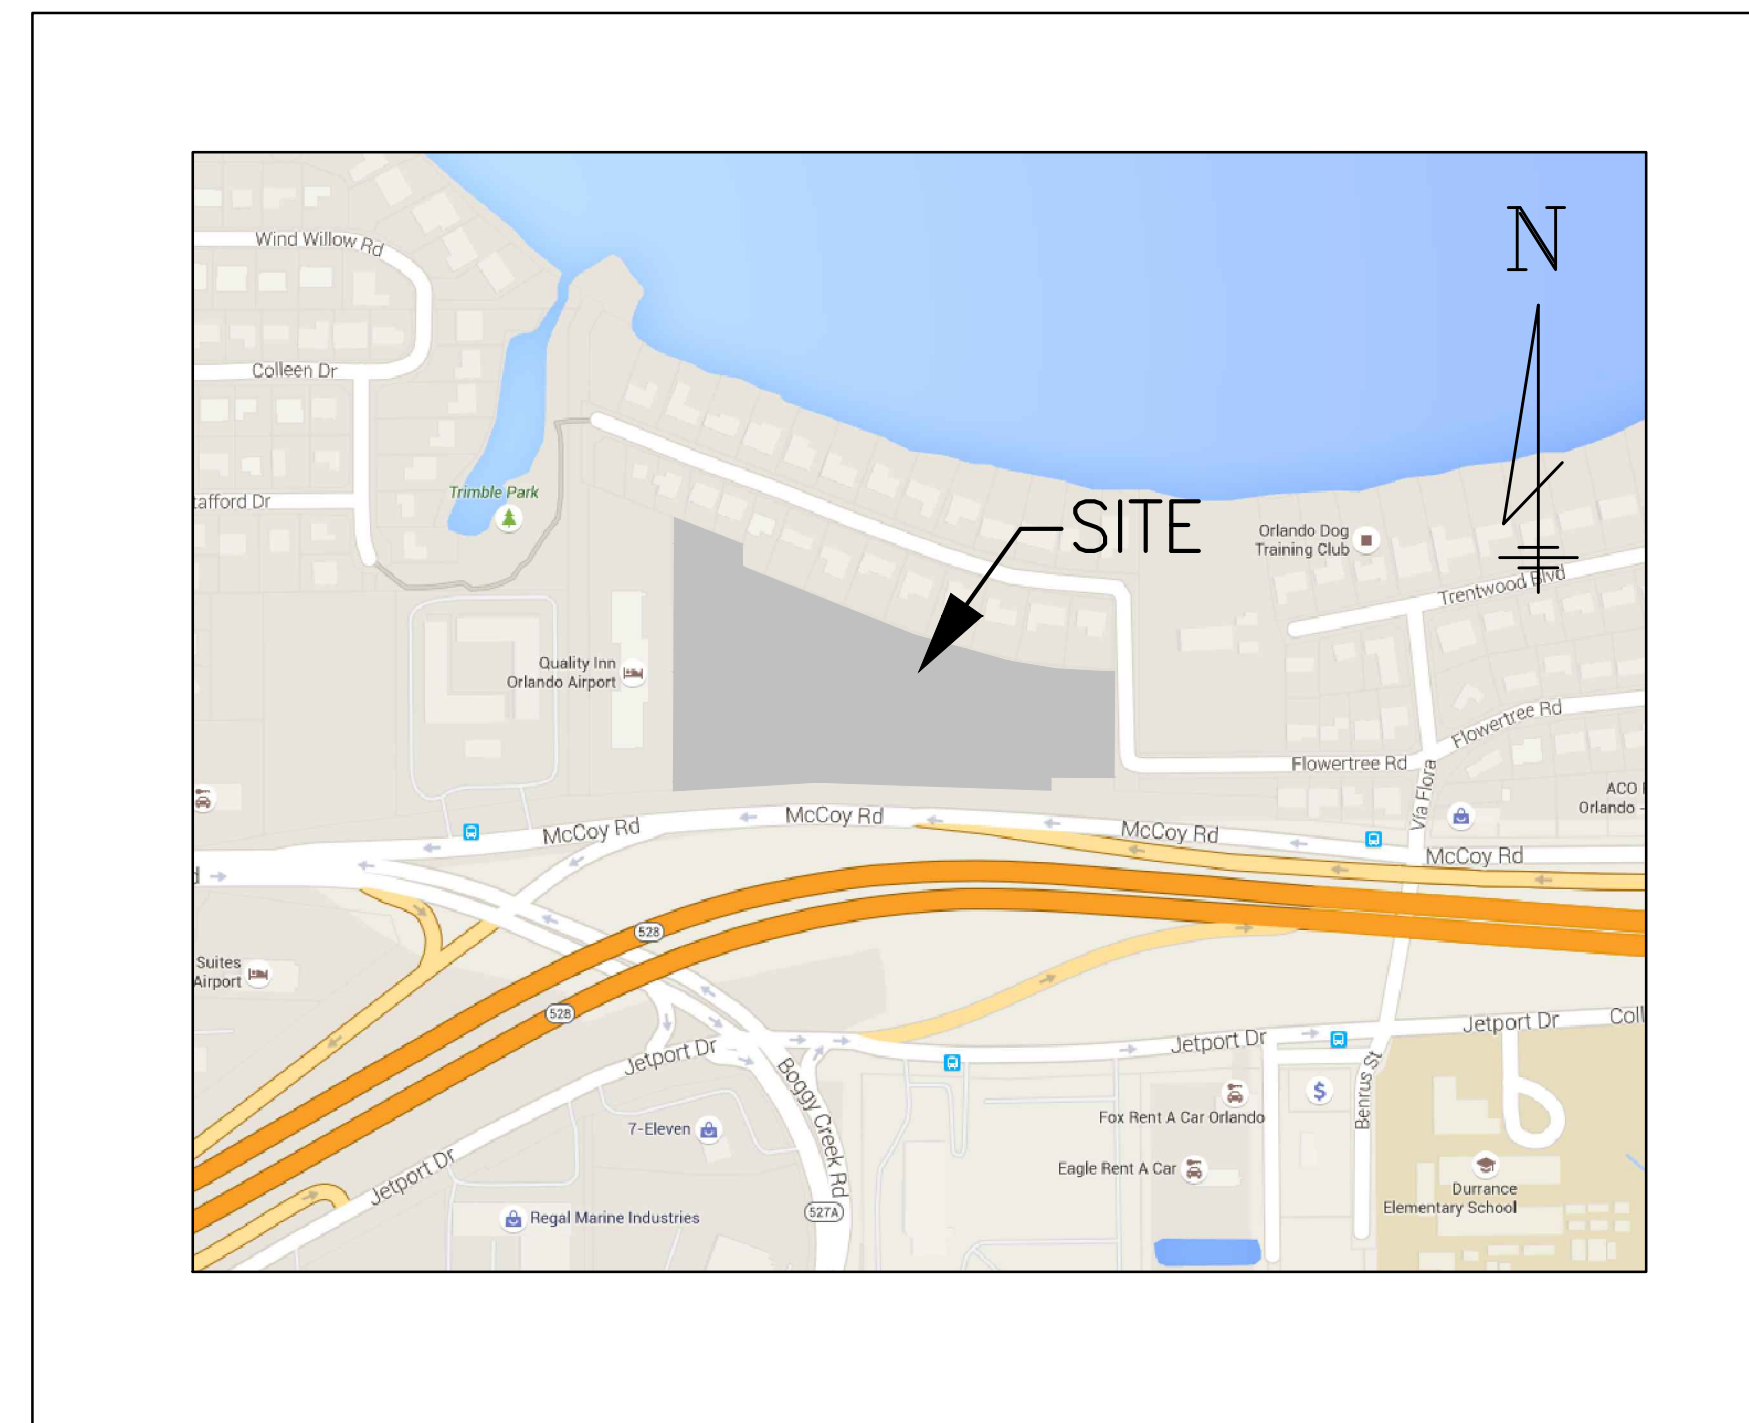 N
Wind Willow Rd
Colleen Dr
tafford Dr
Trimble Park
SITE
Orlando Dog
Training Club
Trentwood Blvd
Quality Inn
Orlando Airport
Flowertree Rd
Flowertree Rd
Via Flora
ACO
Orlando -
McCoy Rd
McCoy Rd
McCoy Rd
McCoy Rd
528
Suites
Airport
528
Jetport Dr
Jetport Dr
Jetport Dr
Coll
Boggy Creek Rd
Benrus St
$
Fox Rent A Car Orlando
7-Eleven
Jetport Dr
Eagle Rent A Car
Durrance
Elementary School
Regal Marine Industries
527A